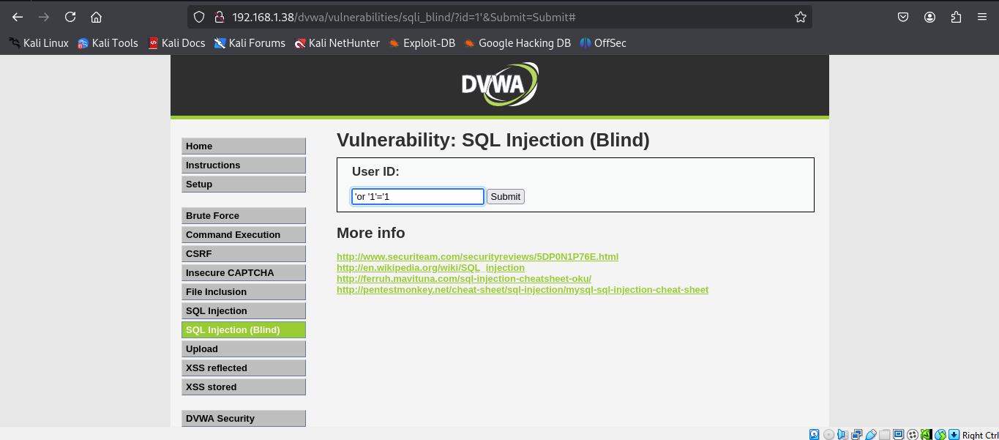 192.168.1.38/dvwa/vulnerabilities/sqli_blind/?id=1'&Submit=Submit#
Kali Linux Kali Tools Kali Docs Kali Forums Kali NetHunter Exploit-DB Google Hacking DB OffSec
DVWA
Vulnerability: SQL Injection (Blind)
User ID:
'or '1'='1 Submit
More info
http://www.securiteam.com/securityreviews/5DP0N1P76E.html
http://en.wikipedia.org/wiki/SQL_injection
http://ferruh.mavituna.com/sql-injection-cheatsheet-oku/
http://pentestmonkey.net/cheat-sheet/sql-injection/mysql-sql-injection-cheat-sheet
Home
Instructions
Setup
Brute Force
Command Execution
CSRF
Insecure CAPTCHA
File Inclusion
SQL Injection
SQL Injection (Blind)
Upload
XSS reflected
XSS stored
DVWA Security
Right Ctrl